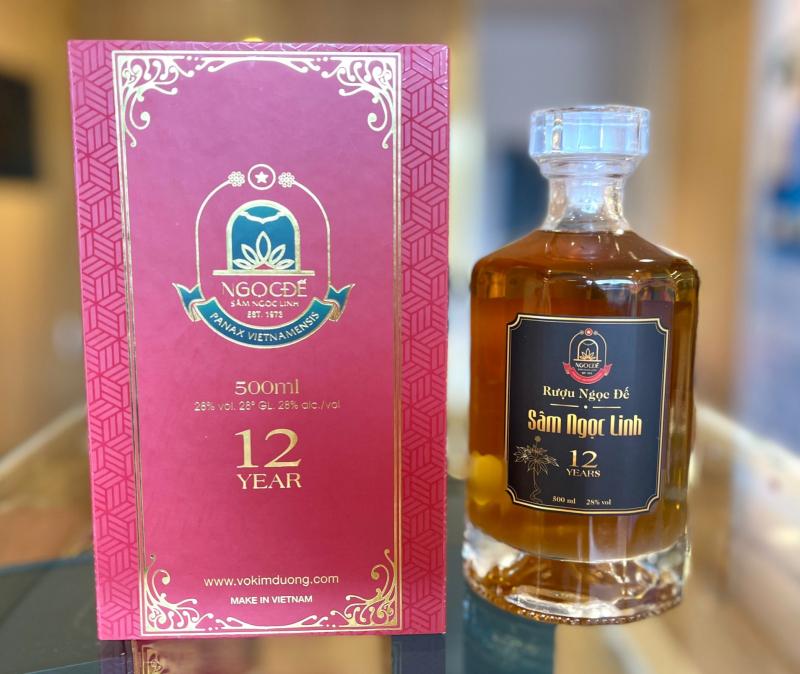 NGỌC ĐẾ
SÂM NGỌC LINH
EST. 1973
PANAX VIETNAMENSIS
500ml
28% vol. 28° GL. 28% alc./vol
12
YEAR
www.vokimduong.com
MAKE IN VIETNAM
NGỌC ĐẾ
Rượu Ngọc Đế
Sâm Ngọc Linh
12
YEARS
500 ml 28% vol